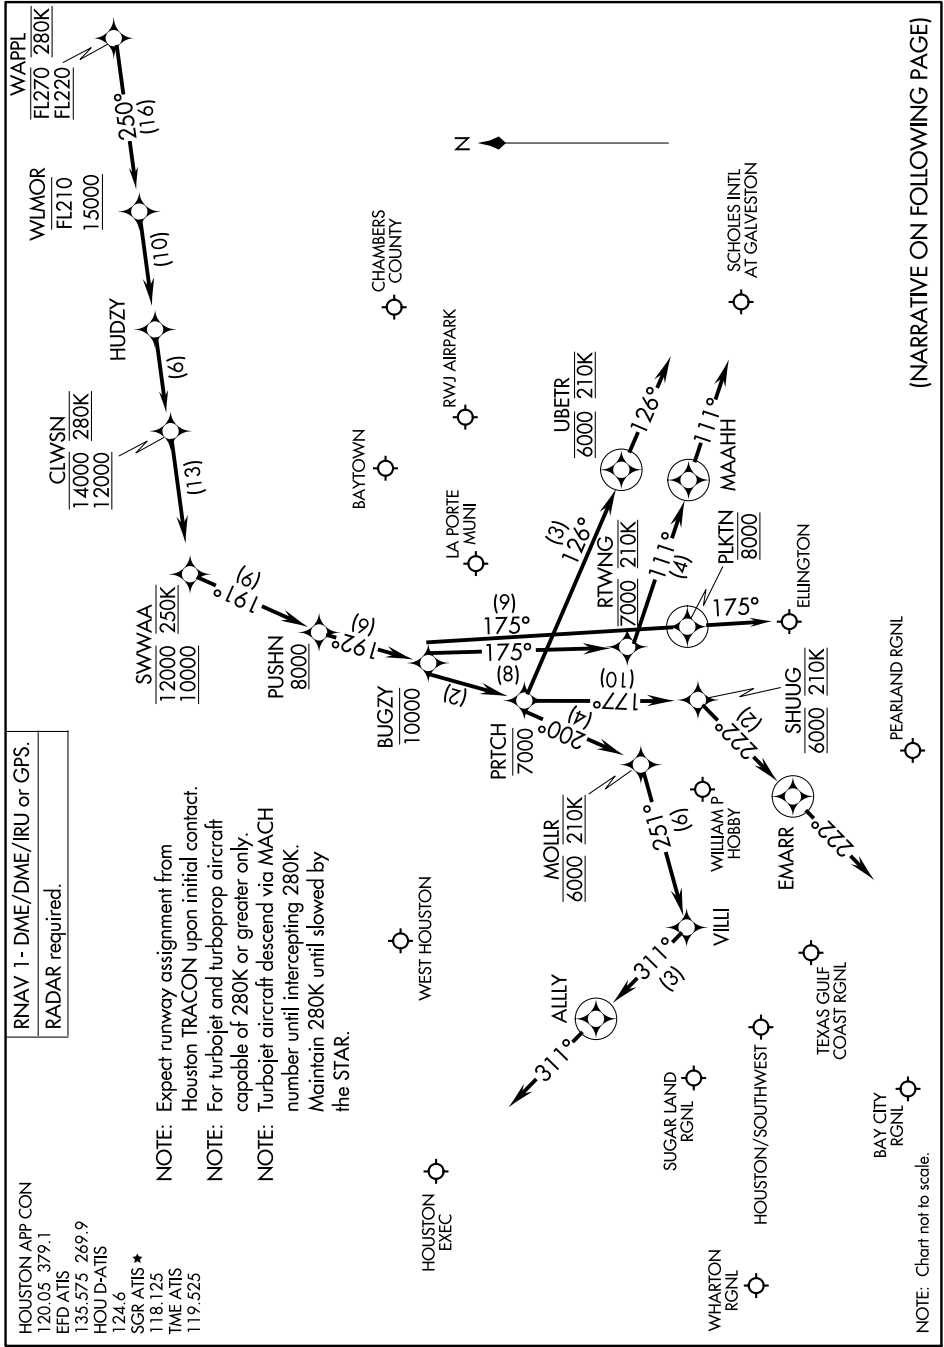 HOUSTON APP CON
120.05 379.1
EFD ATIS
135.575 269.9
HOU D-ATIS
124.6
SGR ATIS ★
118.125
TME ATIS
119.525
RNAV 1 - DME/DME/IRU or GPS.
RADAR required.
NOTE: Expect runway assignment from
Houston TRACON upon initial contact.
NOTE: For turbojet and turboprop aircraft
capable of 280K or greater only.
NOTE: Turbojet aircraft descend via MACH
number until intercepting 280K.
Maintain 280K until slowed by
the STAR.
WAPPL
FL270 280K
FL220
250°
(16)
WLMOR
FL210
15000
(10)
HUDZY
(6)
CLWSN
14000 280K
12000
(13)
SWWAA
12000 250K
10000
191°
(9)
PUSHN
8000
192°
(6)
BUGZY
10000
(2)
175°
(8)
175°
(9)
PRTCH
7000
200°
(4)
177°
(10)
126°
(3)
UBETR
6000 210K
126°
RTWNG
7000 210K
111°
(4)
MAAHH
111°
PLKTN
8000
175°
SHUUG
6000 210K
222°
(2)
EMARR
222°
MOLLR
6000 210K
251°
(6)
VILLI
311°
(3)
ALLLY
311°
N
CHAMBERS
COUNTY
RWJ AIRPARK
BAYTOWN
LA PORTE
MUNI
SCHOLES INTL
AT GALVESTON
ELLINGTON
PEARLAND RGNL
WILLIAM P
HOBBY
WEST HOUSTON
TEXAS GULF
COAST RGNL
SUGAR LAND
RGNL
HOUSTON/SOUTHWEST
BAY CITY
RGNL
HOUSTON
EXEC
WHARTON
RGNL
NOTE: Chart not to scale.
(NARRATIVE ON FOLLOWING PAGE)